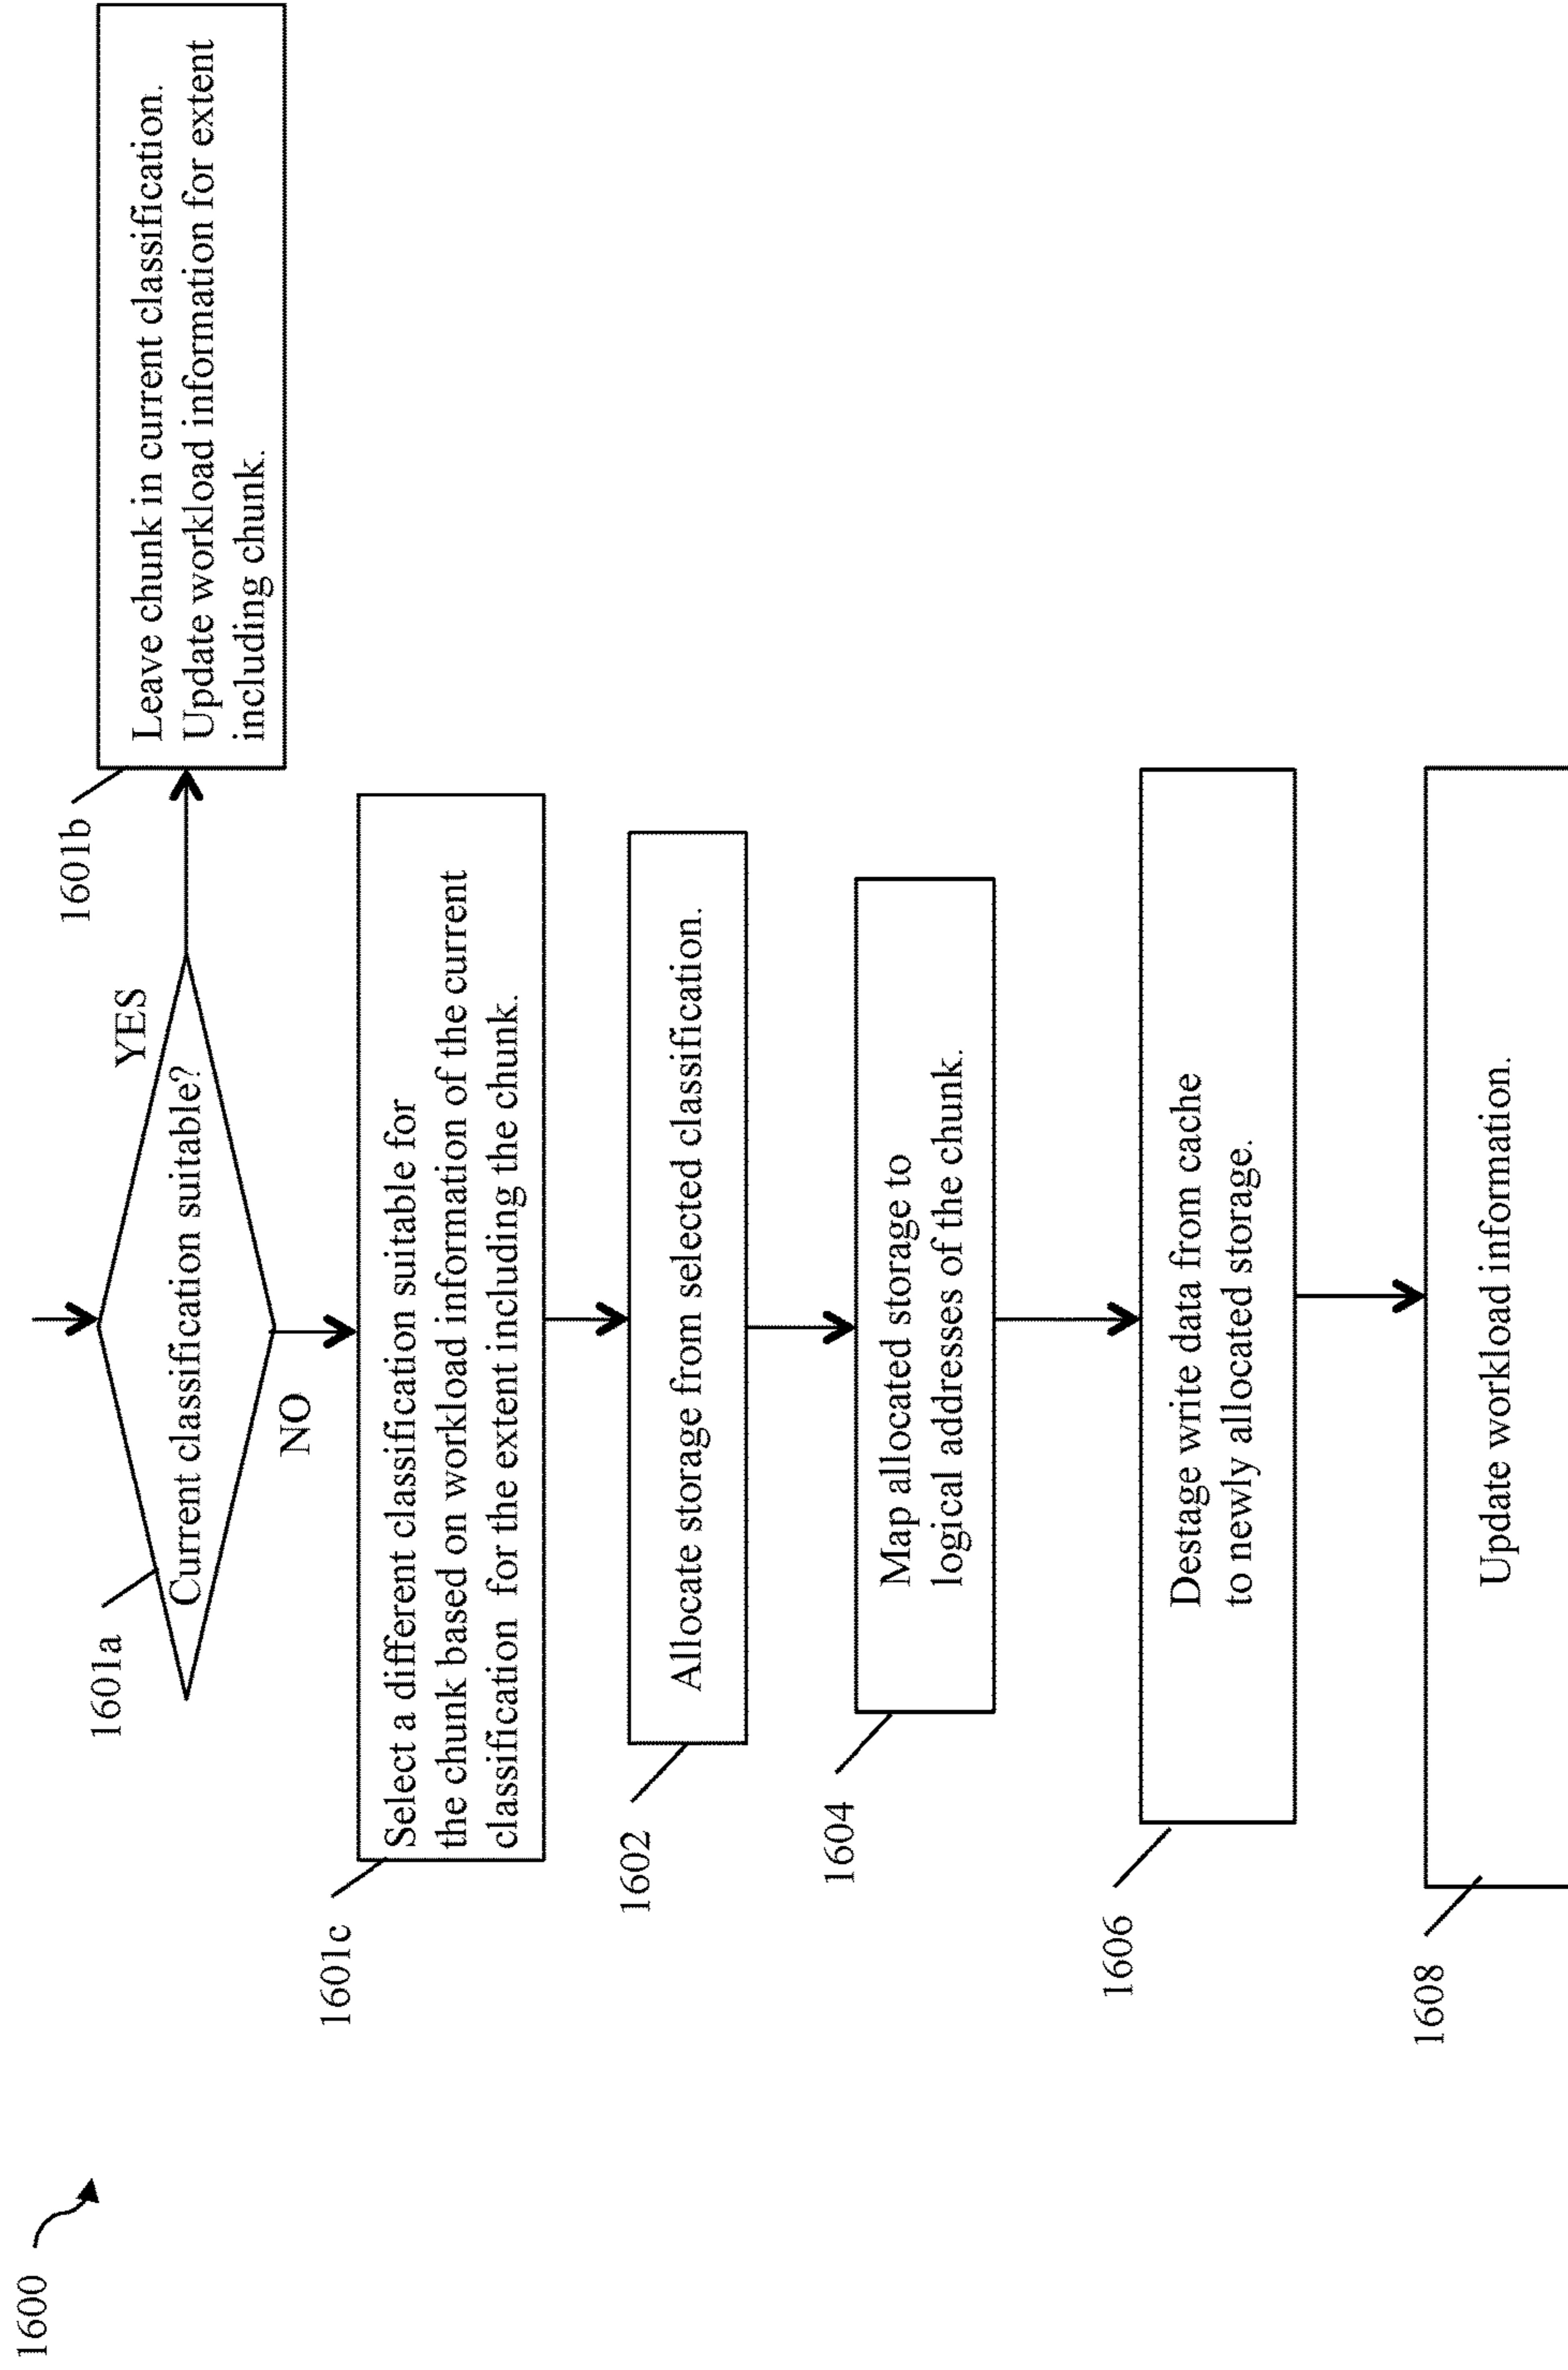 1600
1601a
Current classification suitable?
YES
NO
1601b
Leave chunk in current classification.
Update workload information for extent
including chunk.
1601c
Select a different classification suitable for
the chunk based on workload information of the current
classification for the extent including the chunk.
1602
Allocate storage from selected classification.
1604
Map allocated storage to
logical addresses of the chunk.
1606
Destage write data from cache
to newly allocated storage.
1608
Update workload information.